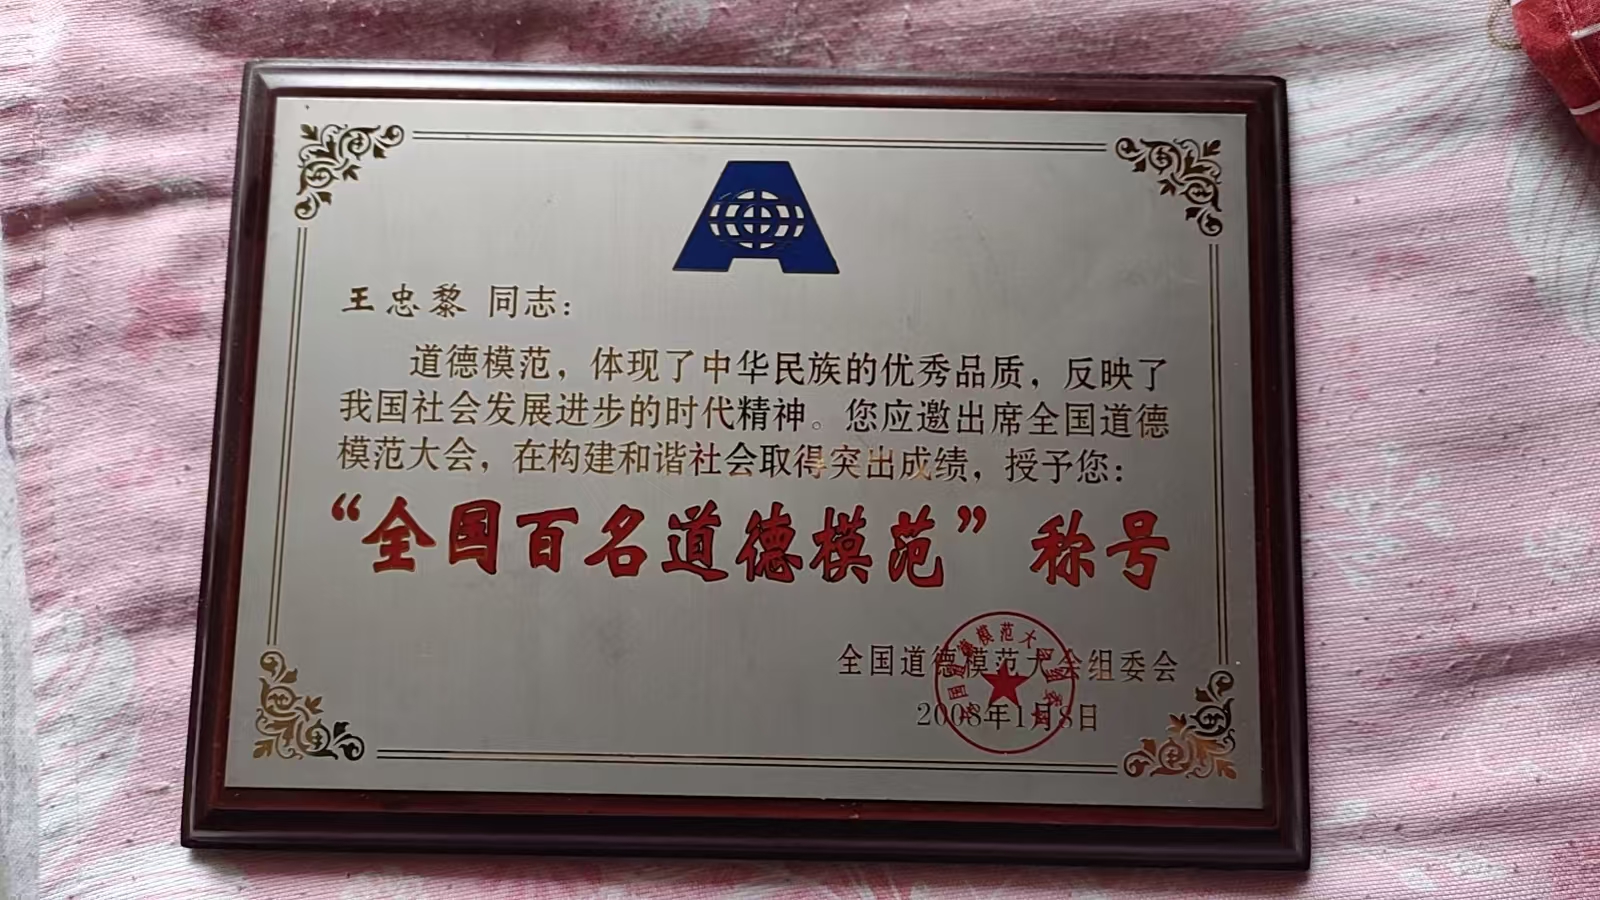 王忠黎 同志：
道德模范，体现了中华民族的优秀品质，反映了
我国社会发展进步的时代精神。您应邀出席全国道德
模范大会，在构建和谐社会取得突出成绩，授予您：
“全国百名道德模范”称号
全国道德模范大会组委会
2008年1月8日